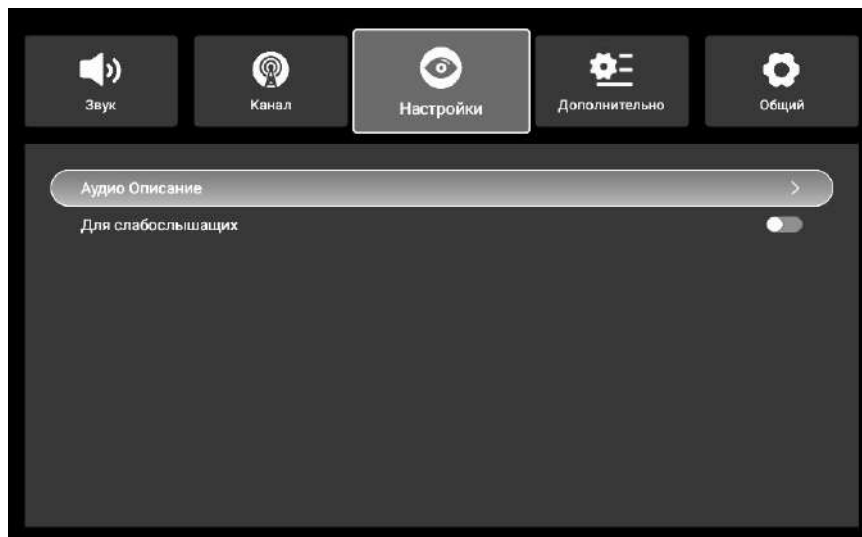 Звук
Канал
Настройки
Дополнительно
Общий
Аудио Описание
Для слабослышащих